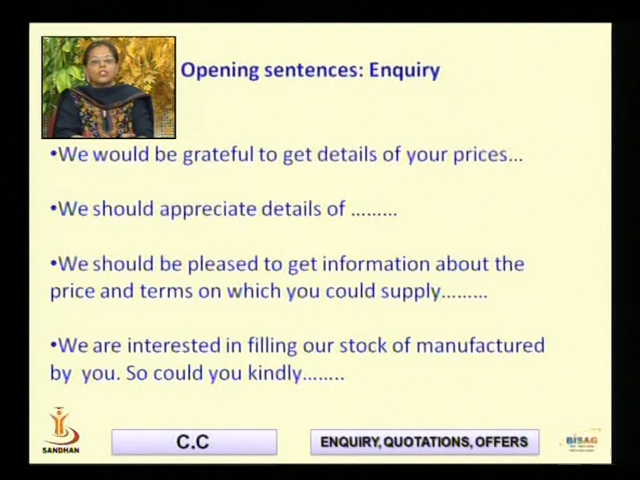 Opening sentences: Enquiry
•We would be grateful to get details of your prices...
•We should appreciate details of .........
•We should be pleased to get information about the
price and terms on which you could supply.........
•We are interested in filling our stock of manufactured
by you. So could you kindly........
SANDHAN
C.C
ENQUIRY, QUOTATIONS, OFFERS
BISAG